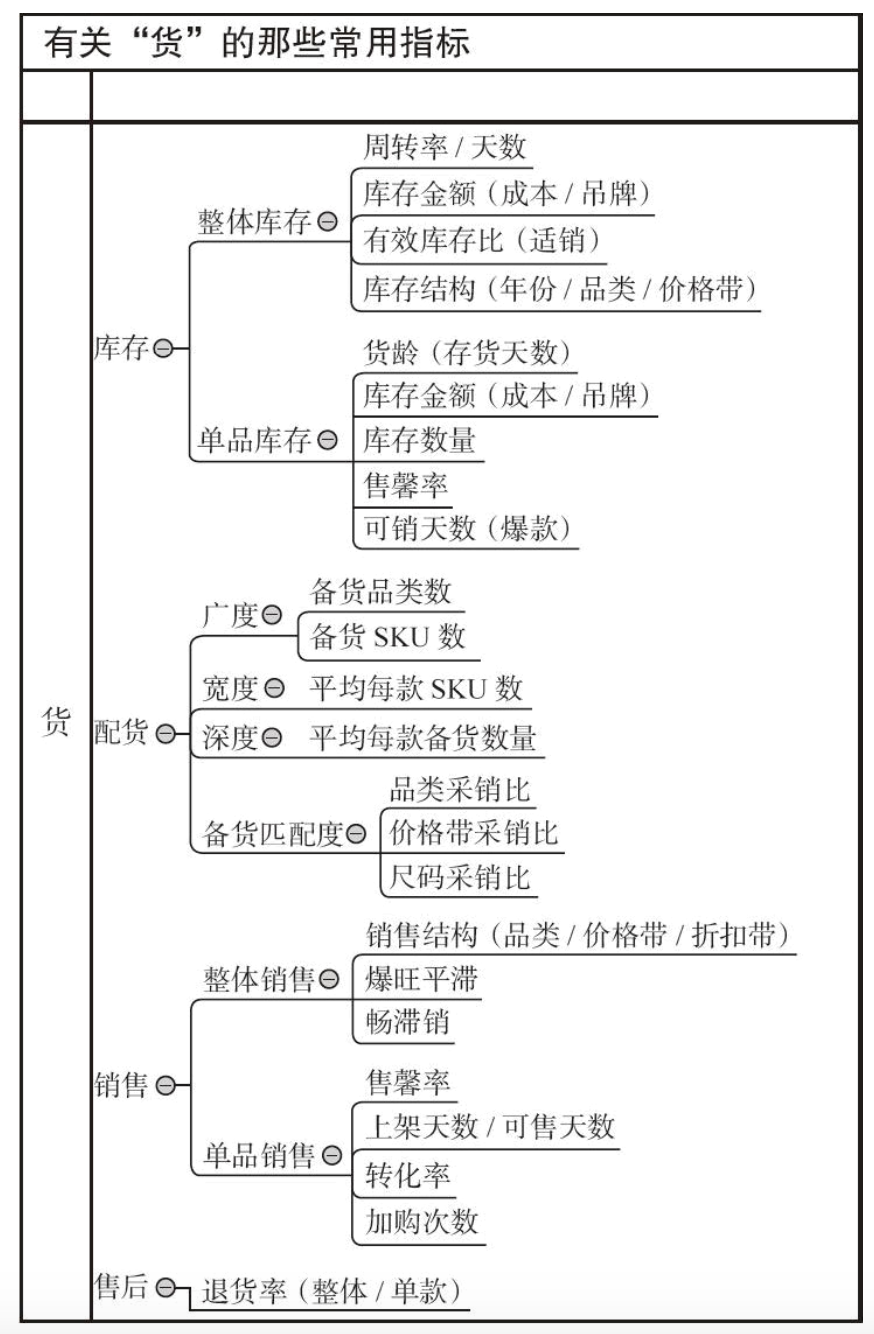 有关“货”的那些常用指标
货
库存
整体库存
周转率 / 天数
库存金额（成本 / 吊牌）
有效库存比（适销）
库存结构（年份 / 品类 / 价格带）
单品库存
货龄（存货天数）
库存金额（成本 / 吊牌）
库存数量
售馨率
可销天数（爆款）
配货
广度
备货品类数
备货 SKU 数
宽度 平均每款 SKU 数
深度 平均每款备货数量
备货匹配度
品类采销比
价格带采销比
尺码采销比
销售
整体销售
销售结构（品类 / 价格带 / 折扣带）
爆旺平滞
畅滞销
单品销售
售馨率
上架天数 / 可售天数
转化率
加购次数
售后 退货率（整体 / 单款）